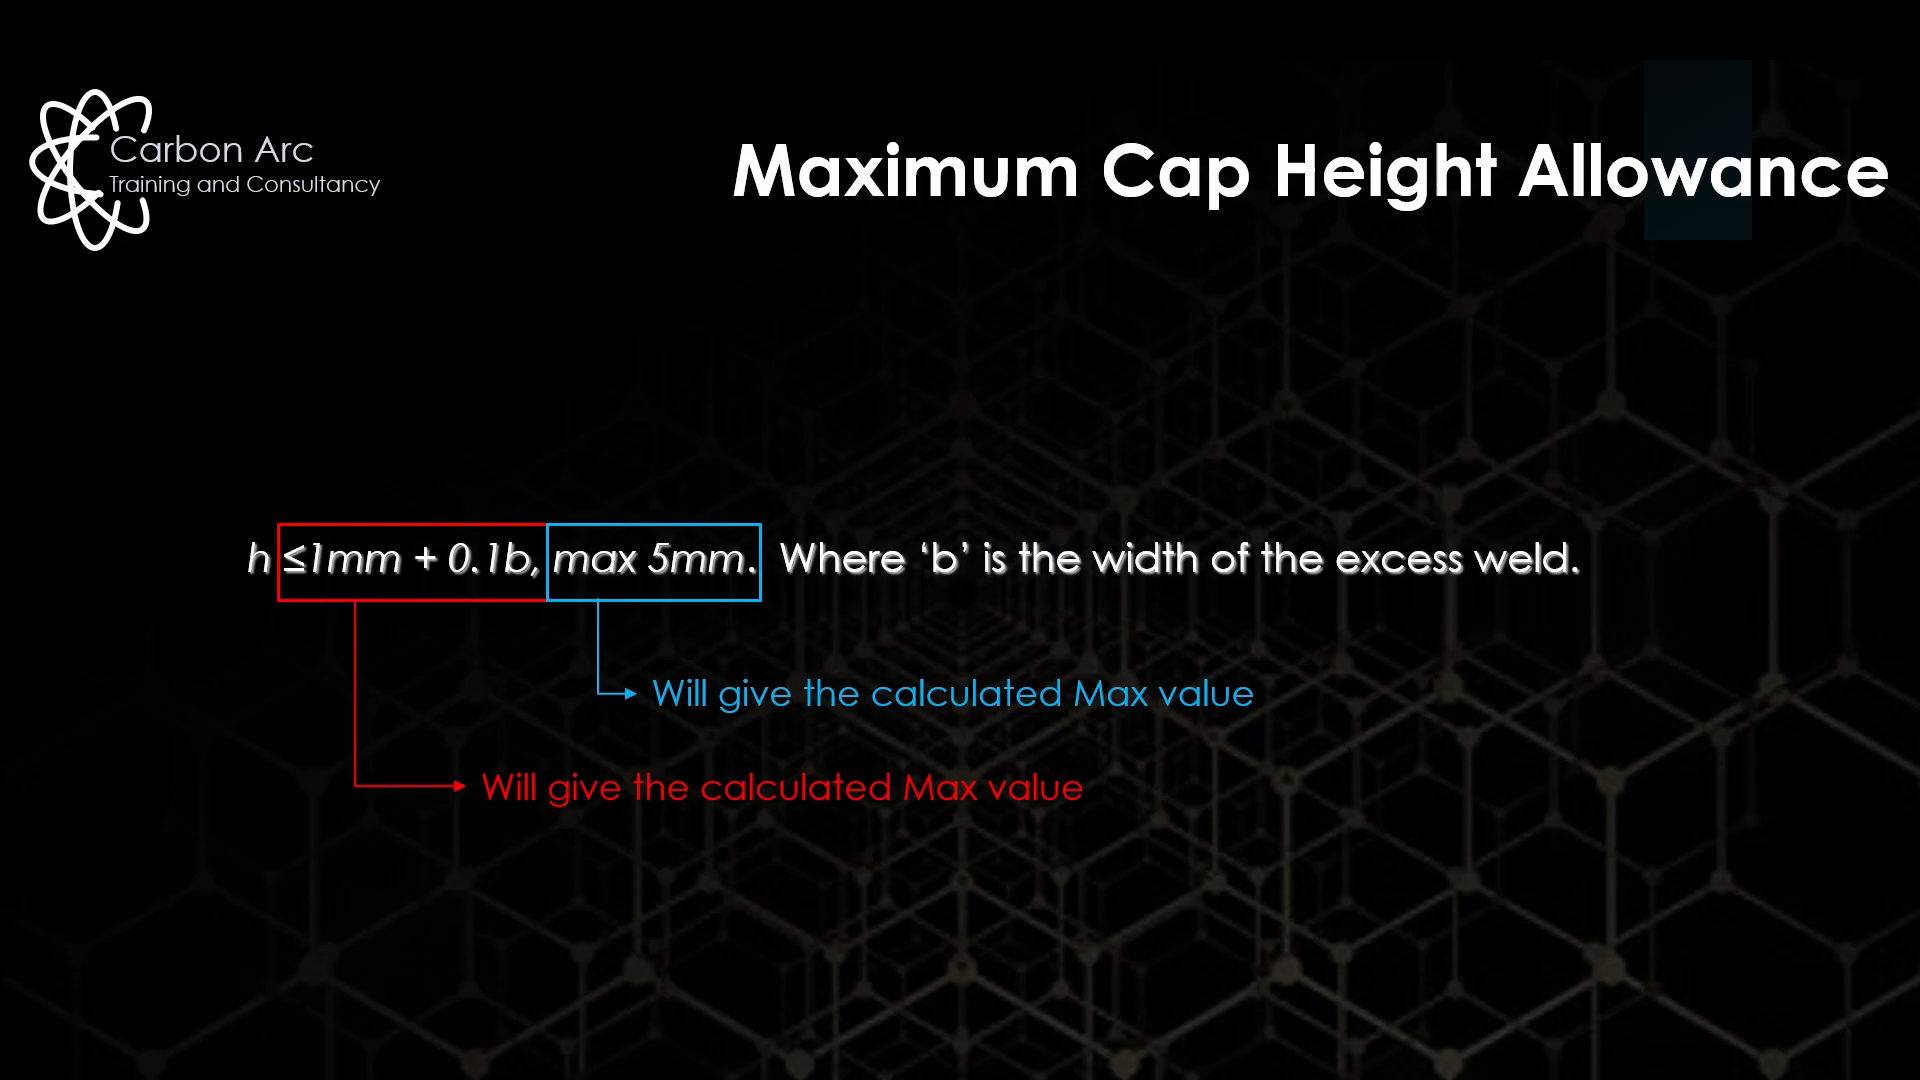 Carbon Arc
Training and Consultancy
Maximum Cap Height Allowance
h ≤1mm + 0.1b, max 5mm. Where ‘b’ is the width of the excess weld.
Will give the calculated Max value
Will give the calculated Max value